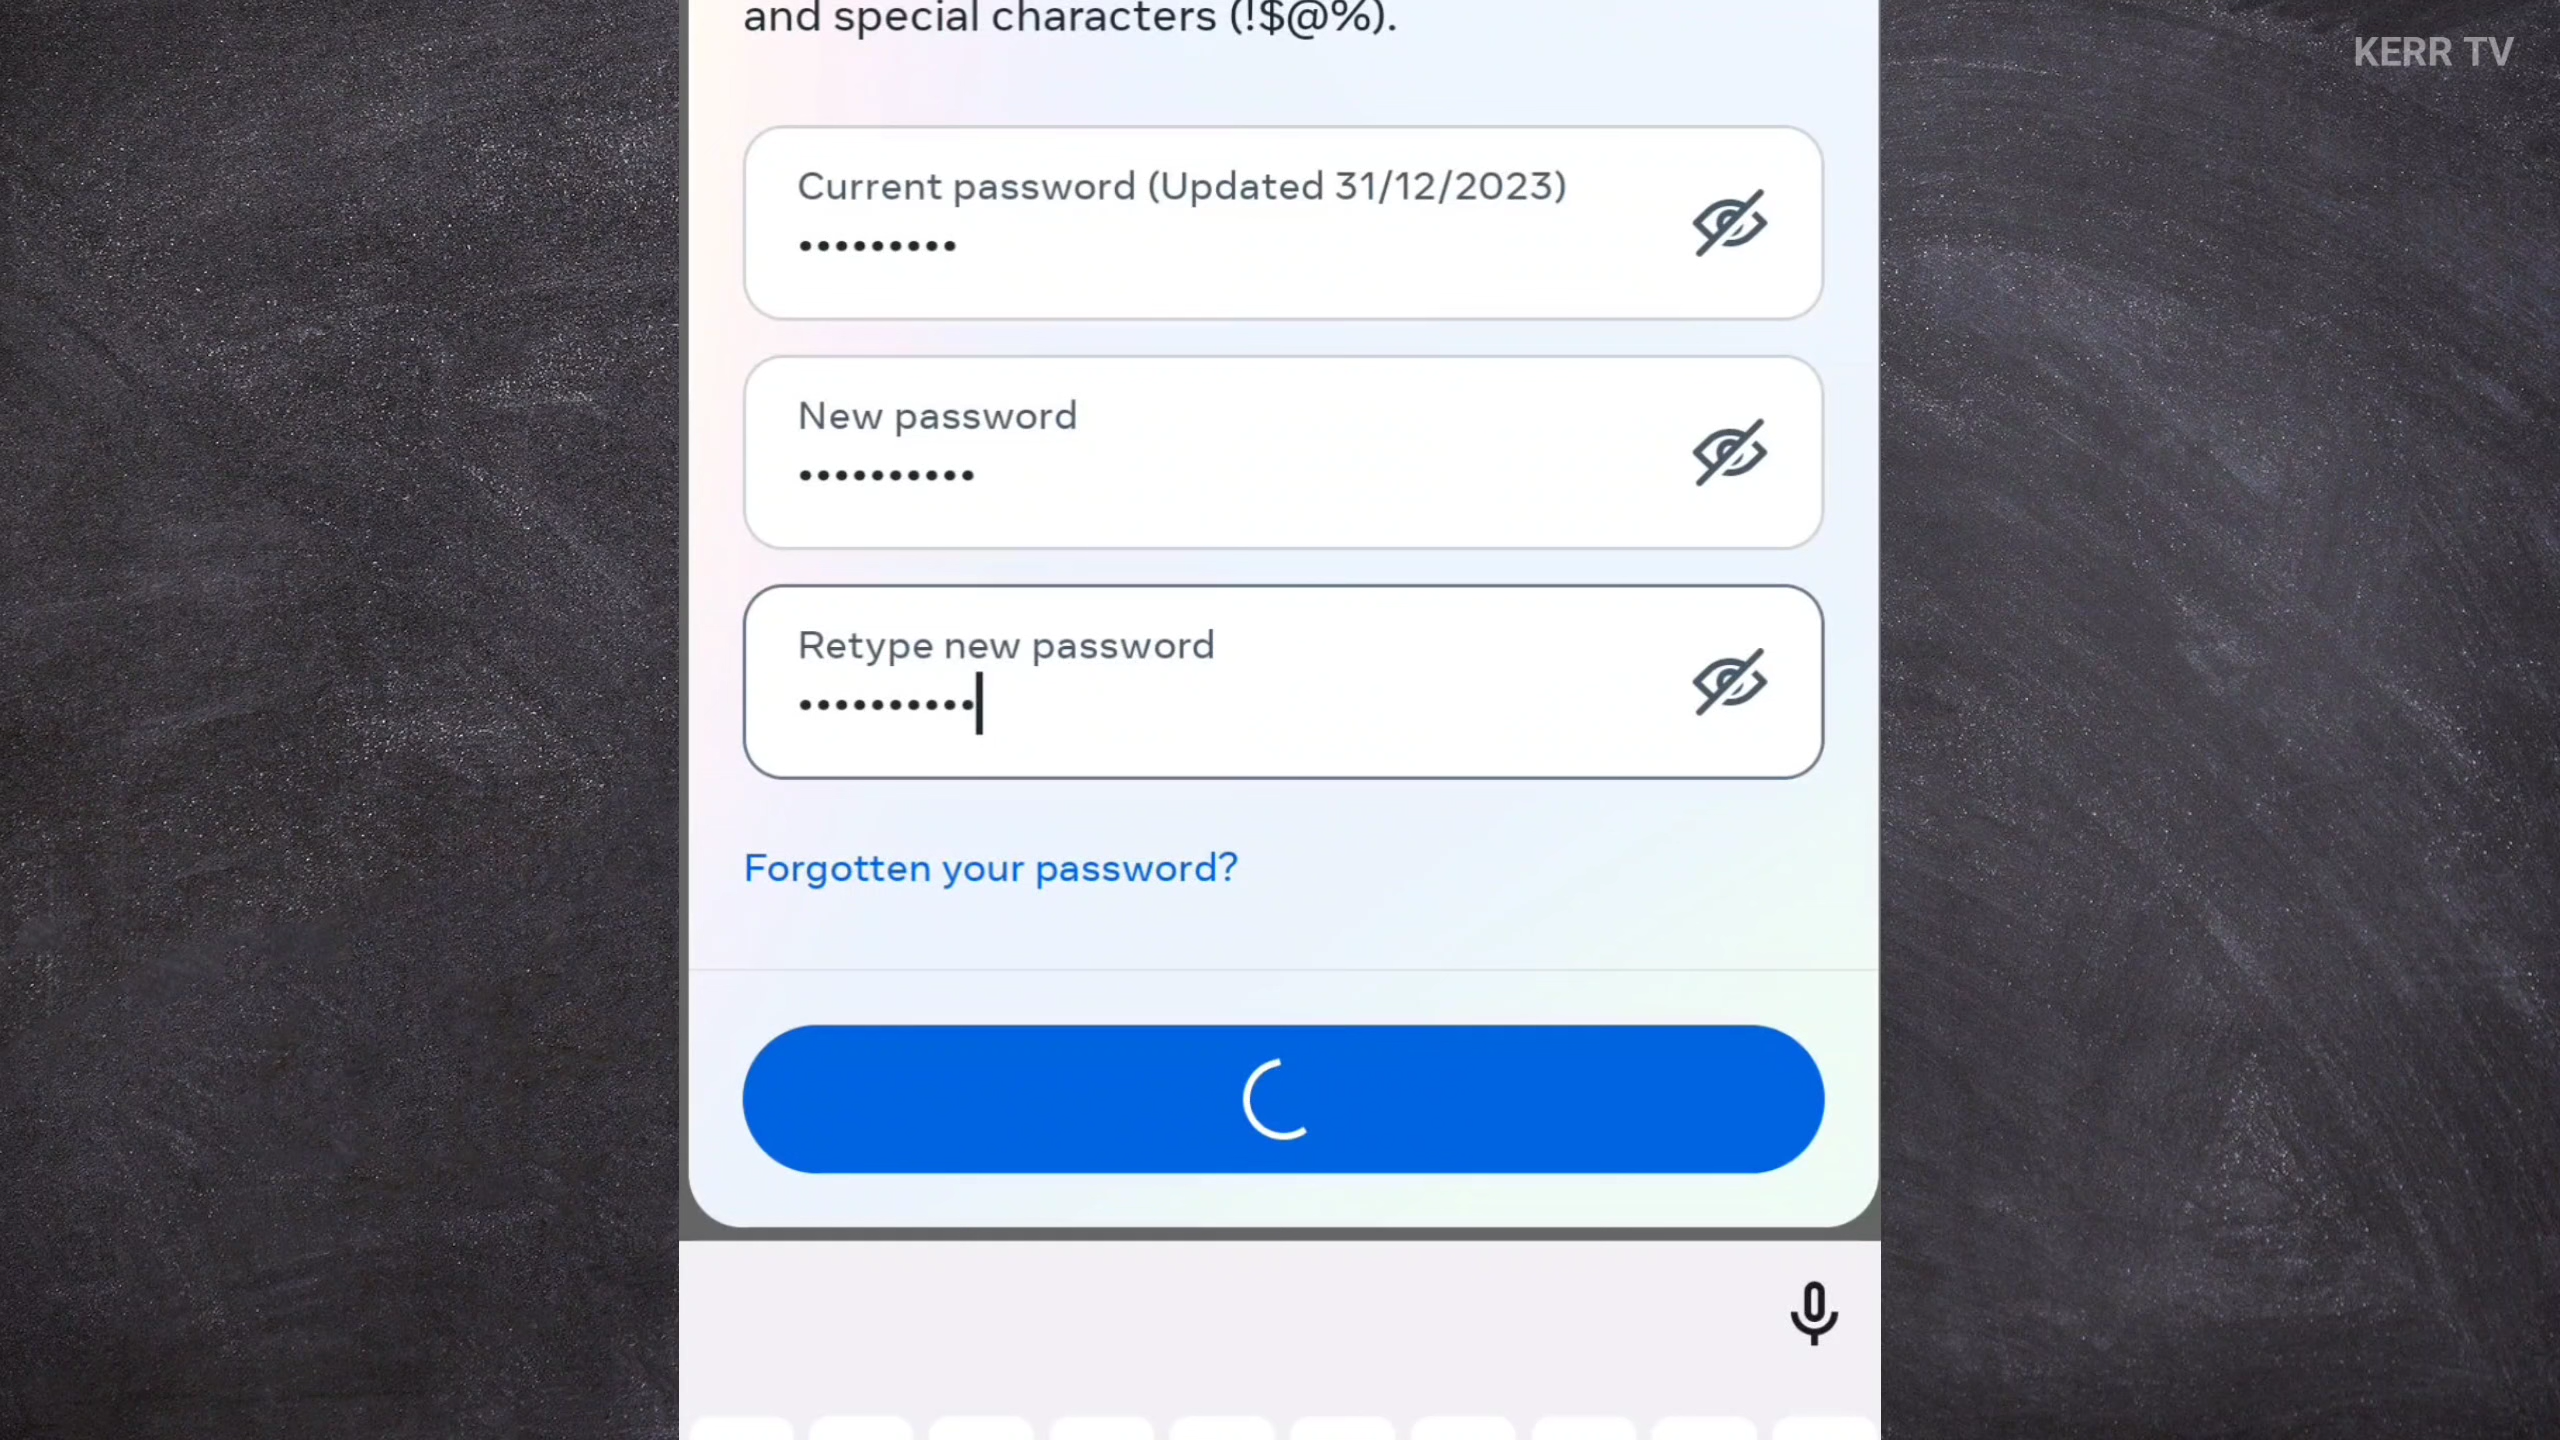 and special characters (!$@%).
KERR TV
Current password (Updated 31/12/2023)
•••••••••
New password
••••••••••
Retype new password
••••••••••
Forgotten your password?